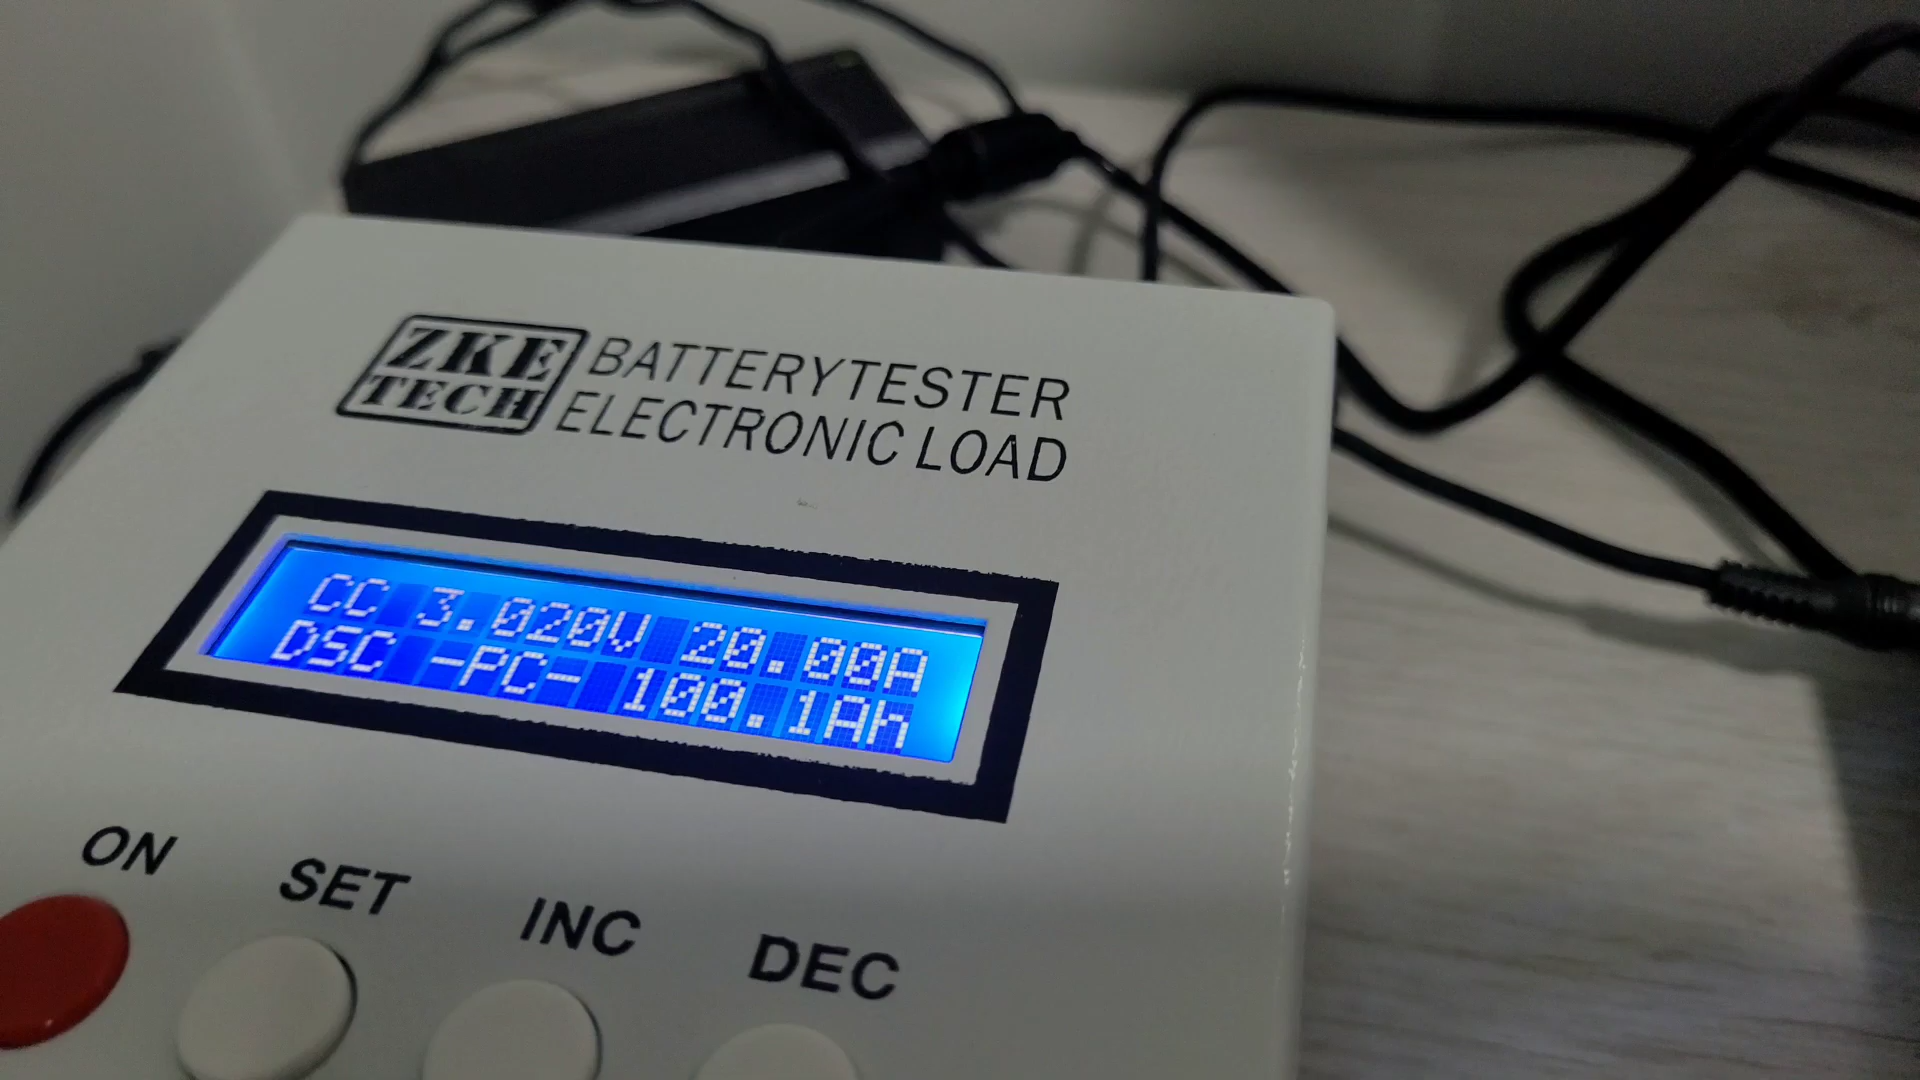 ZKE
TECH
BATTERYTESTER
ELECTRONIC LOAD
CC 3.020V 20.00A
DSC -PC- 100.1Ah
ON
SET
INC
DEC